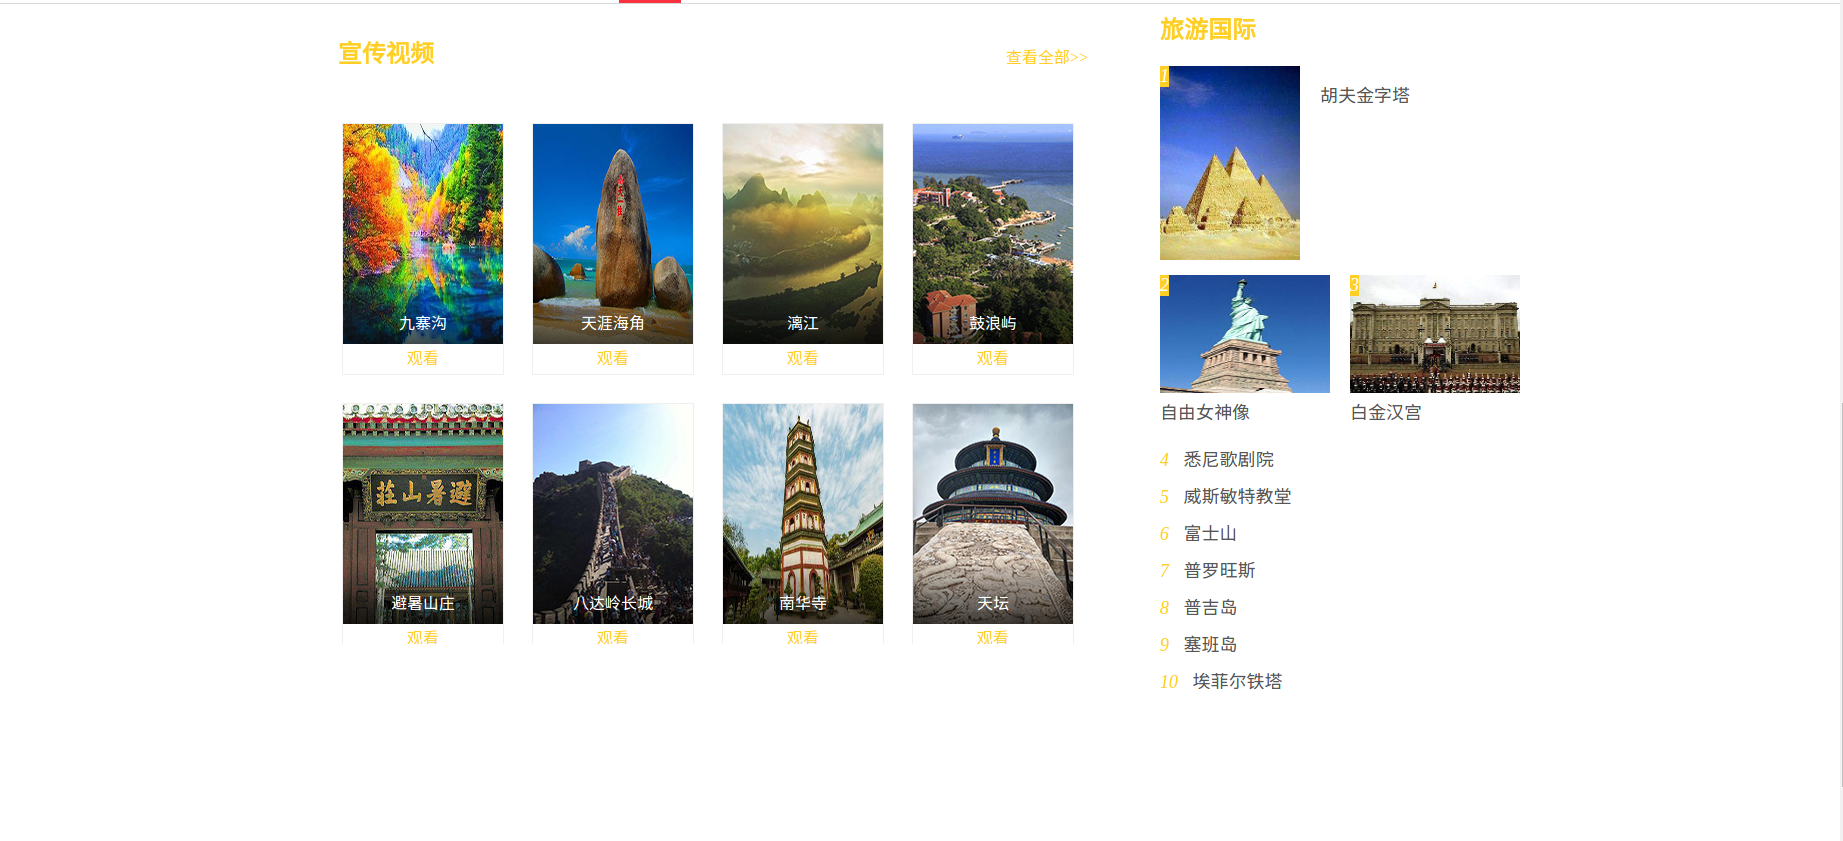 宣传视频
查看全部>>
九寨沟
观看
天涯海角
观看
漓江
观看
鼓浪屿
观看
避暑山庄
观看
八达岭长城
观看
南华寺
观看
天坛
观看
避暑山荘
旅游国际
1
胡夫金字塔
2
自由女神像
3
白金汉宫
4 悉尼歌剧院
5 威斯敏特教堂
6 富士山
7 普罗旺斯
8 普吉岛
9 塞班岛
10 埃菲尔铁塔